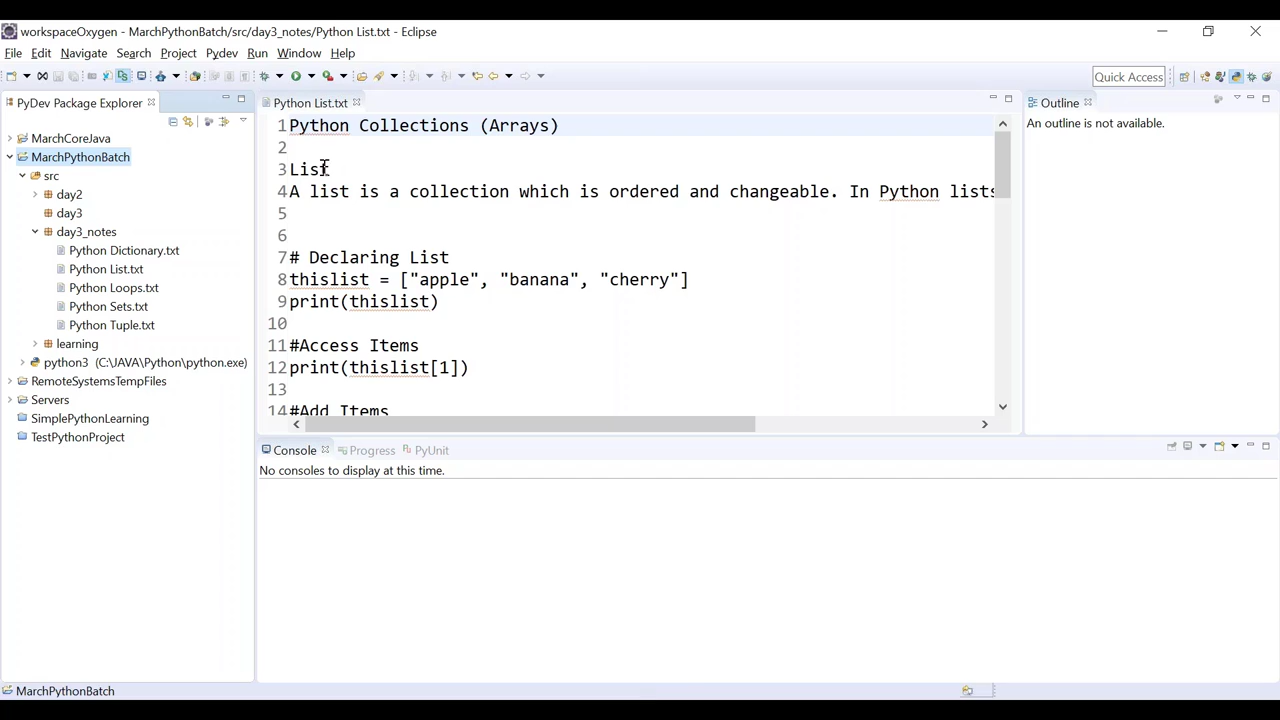 workspaceOxygen - MarchPythonBatch/src/day3_notes/Python List.txt - Eclipse
File Edit Navigate Search Project Pydev Run Window Help
Quick Access
PyDev Package Explorer
MarchCoreJava
MarchPythonBatch
src
day2
day3
day3_notes
Python Dictionary.txt
Python List.txt
Python Loops.txt
Python Sets.txt
Python Tuple.txt
learning
python3 (C:\JAVA\Python\python.exe)
RemoteSystemsTempFiles
Servers
SimplePythonLearning
TestPythonProject
Python List.txt
1 Python Collections (Arrays)
2
3 List
4 A list is a collection which is ordered and changeable. In Python lists
5
6
7 # Declaring List
8 thislist = ["apple", "banana", "cherry"]
9 print(thislist)
10
11 #Access Items
12 print(thislist[1])
13
14 #Add Items
Outline
An outline is not available.
Console Progress PyUnit
No consoles to display at this time.
MarchPythonBatch